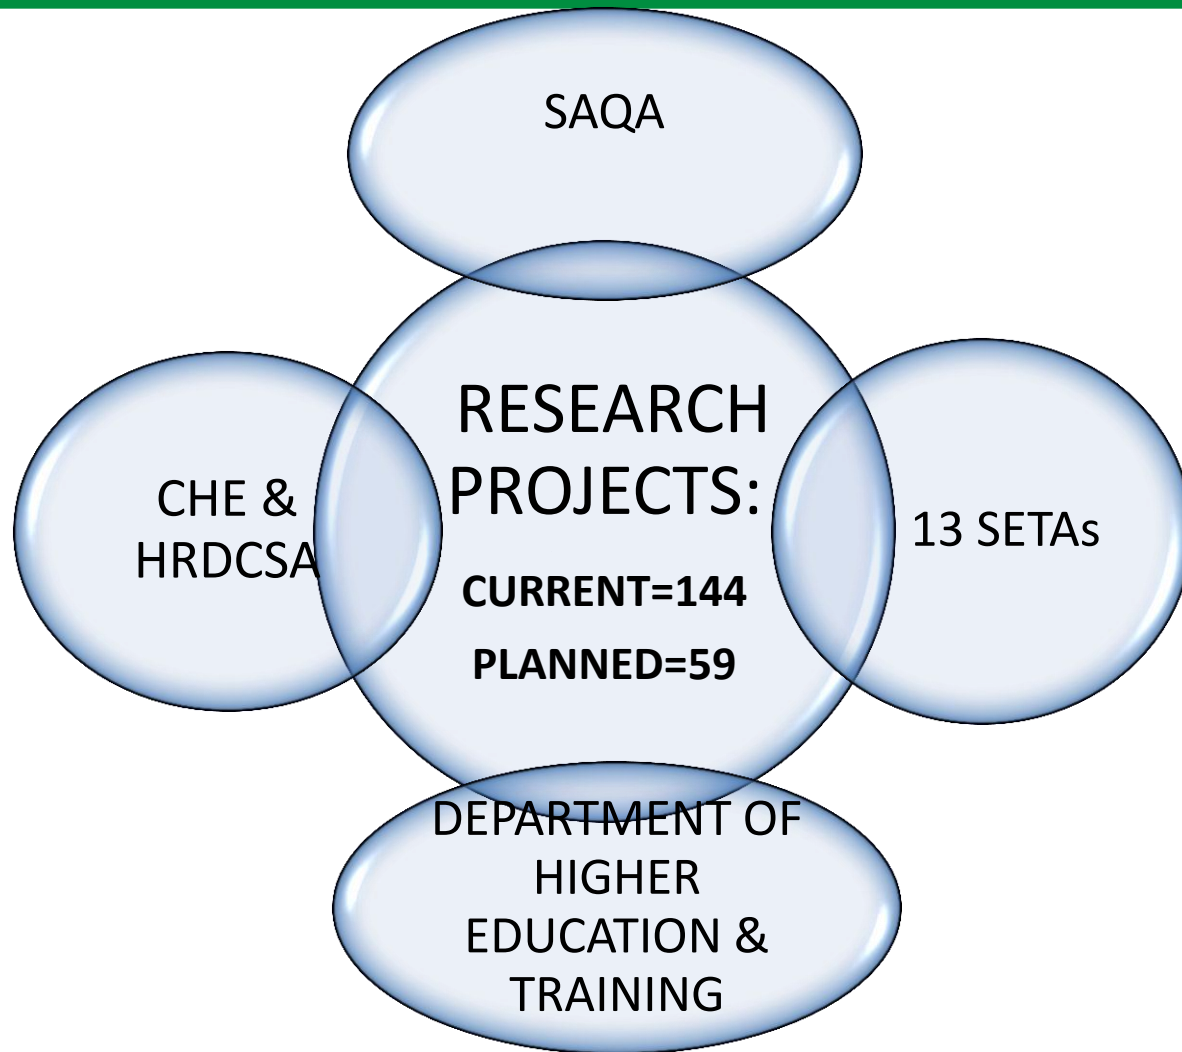 SAQA
RESEARCH
PROJECTS:
CURRENT=144
PLANNED=59
CHE &
HRDCSA
13 SETAs
DEPARTMENT OF
HIGHER
EDUCATION &
TRAINING